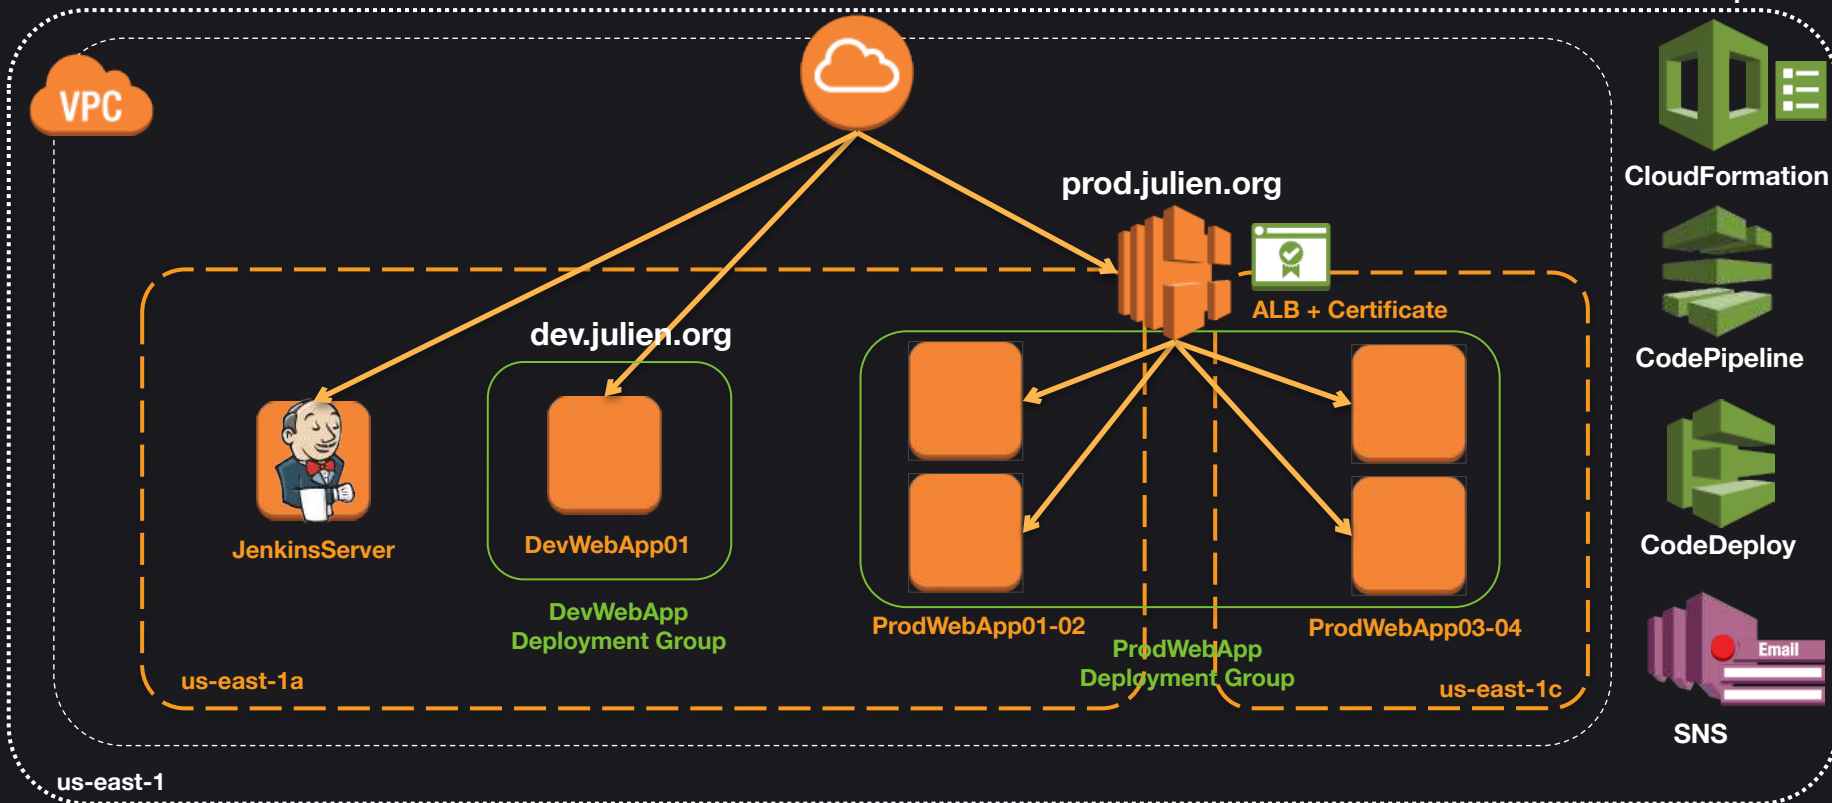 VPC
prod.julien.org
ALB + Certificate
dev.julien.org
JenkinsServer
DevWebApp01
DevWebApp
Deployment Group
ProdWebApp01-02
ProdWebApp03-04
ProdWebApp
Deployment Group
us-east-1a
us-east-1c
us-east-1
CloudFormation
CodePipeline
CodeDeploy
Email
SNS